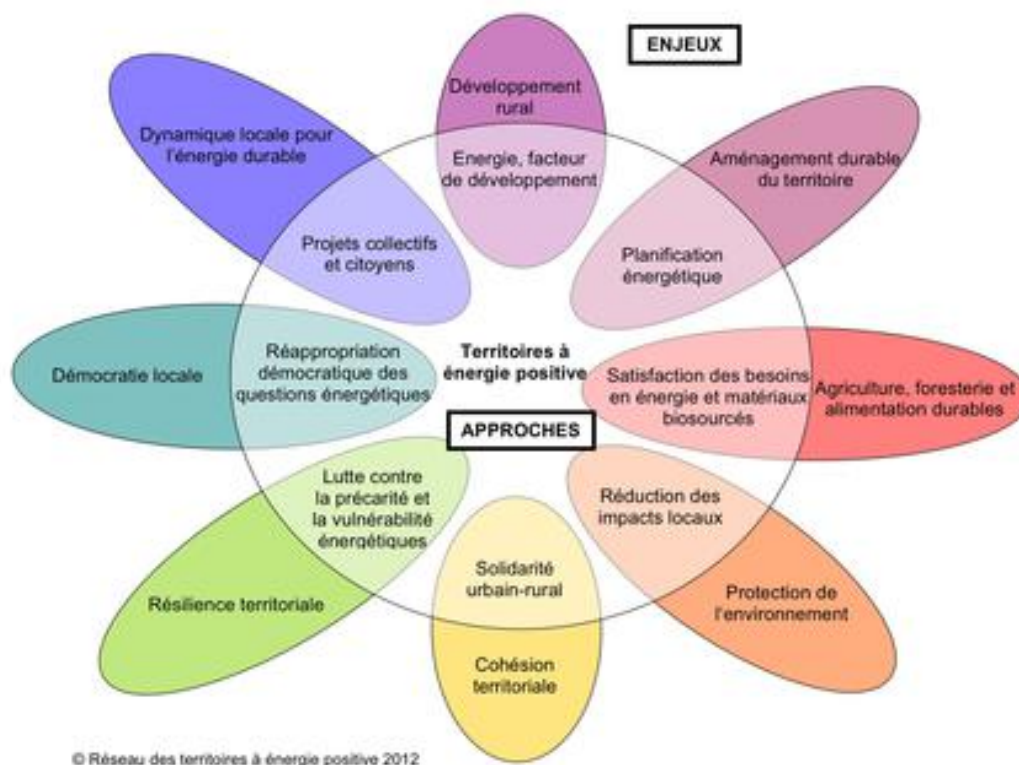 ENJEUX
Développement
rural
Energie, facteur
de développement
Dynamique locale pour
l'énergie durable
Projets collectifs
et citoyens
Aménagement durable
du territoire
Planification
énergétique
Démocratie locale
Réappropriation
démocratique des
questions énergétiques
Territoires à
énergie positive
APPROCHES
Satisfaction des besoins
en énergie et matériaux
biosourcés
Agriculture, foresterie et
alimentation durables
Lutte contre
la précarité et
la vulnérabilité
énergétiques
Résilience territoriale
Solidarité
urbain-rural
Cohésion
territoriale
Réduction des
impacts locaux
Protection de
l'environnement
© Réseau des territoires à énergie positive 2012